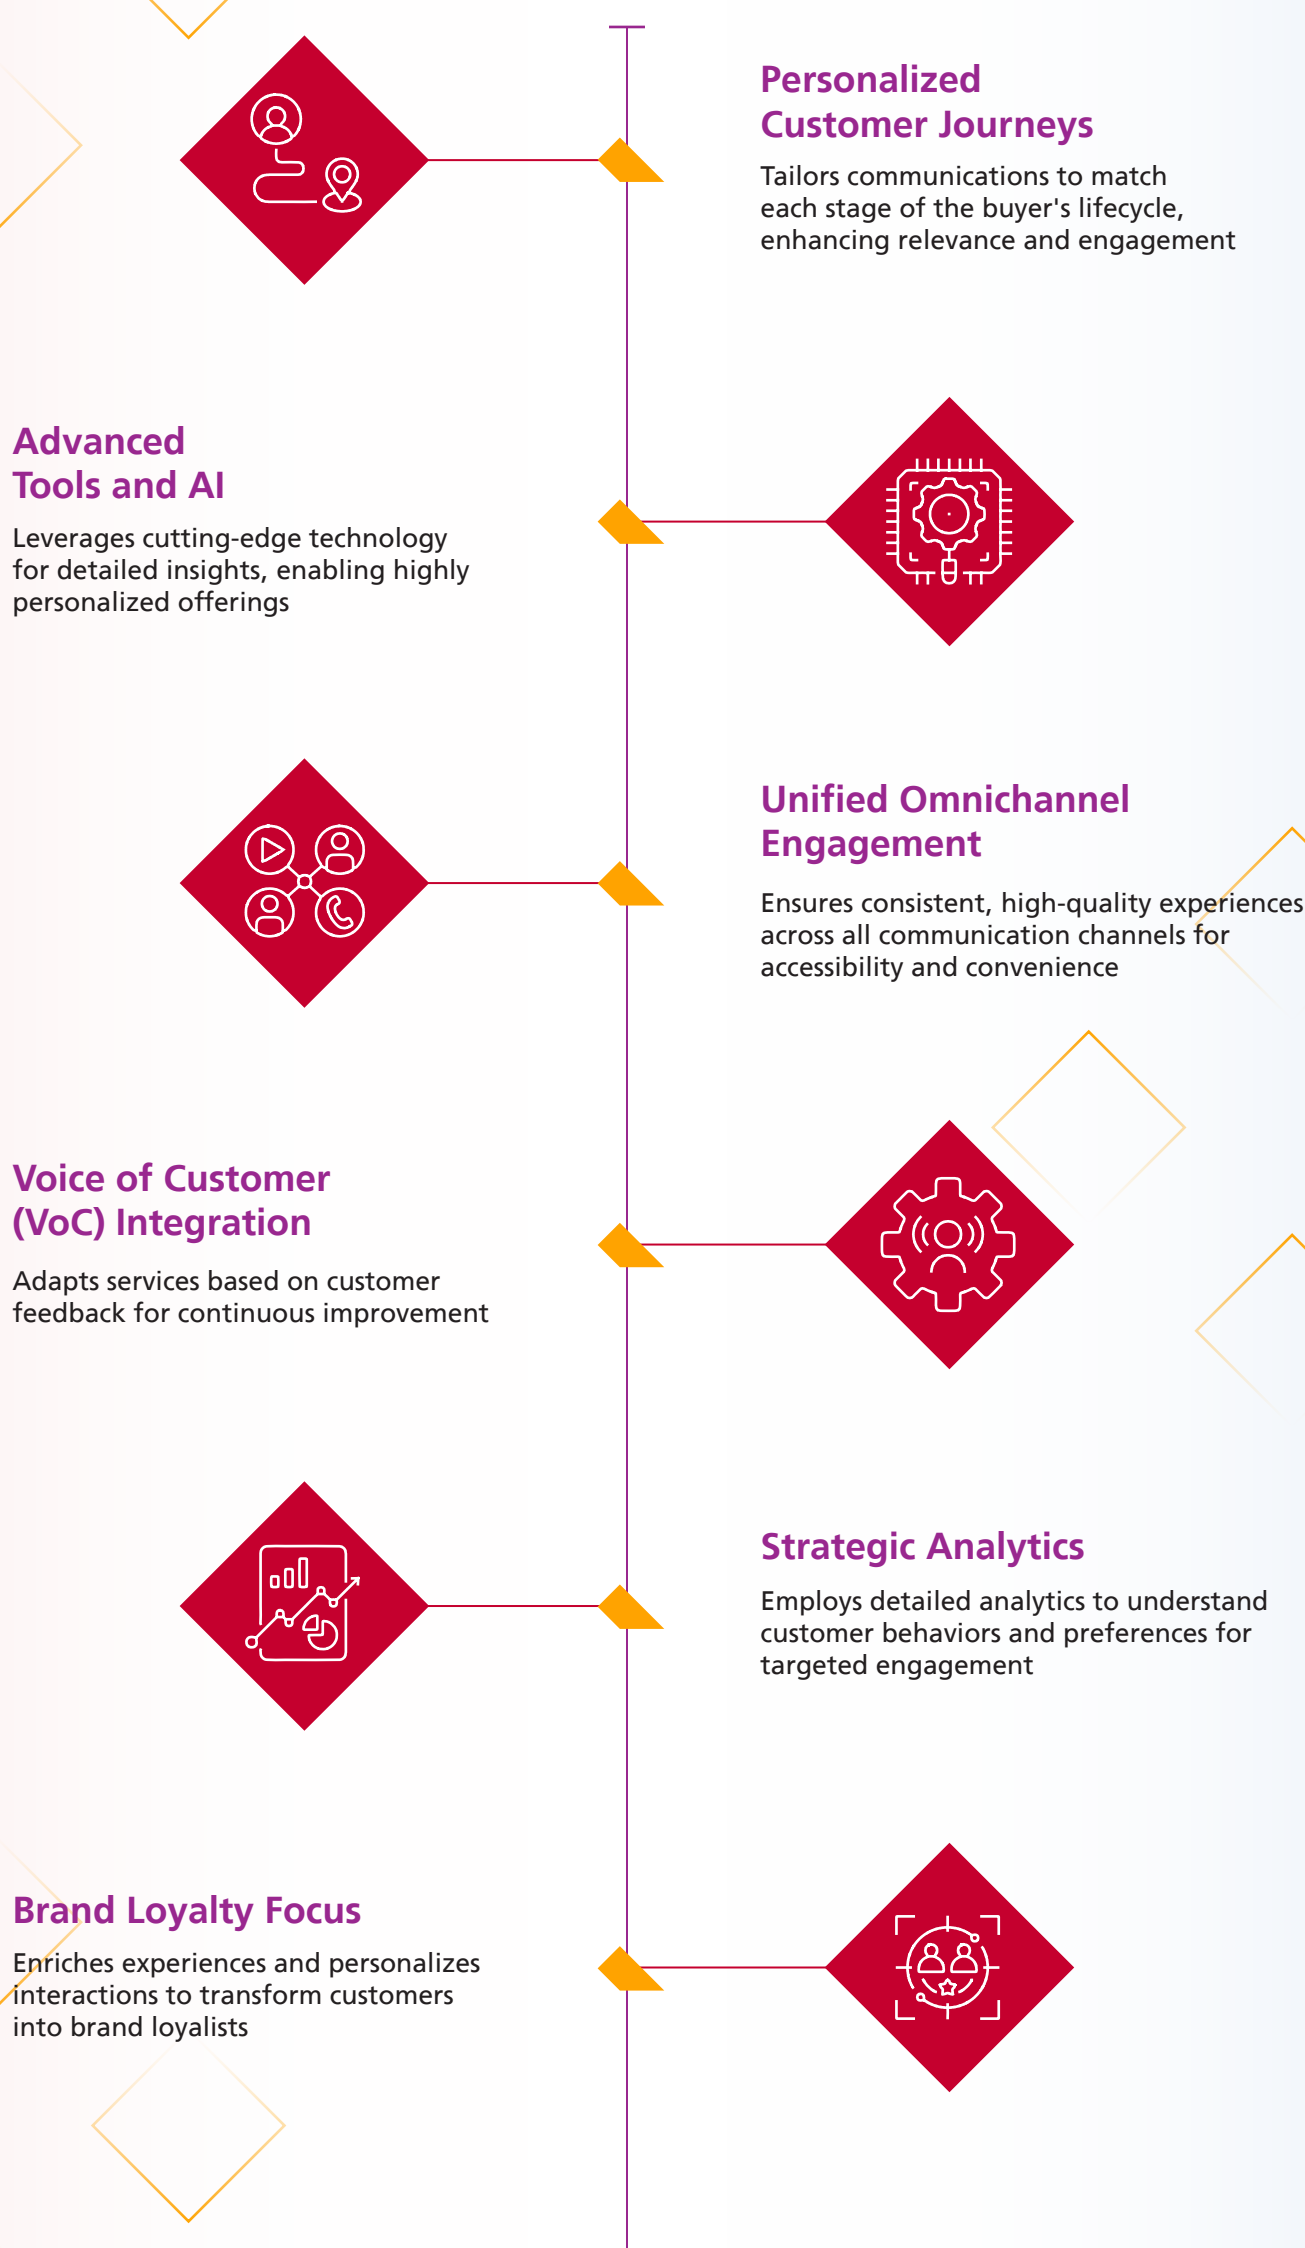 Personalized
Customer Journeys
Tailors communications to match
each stage of the buyer's lifecycle,
enhancing relevance and engagement
Advanced
Tools and AI
Leverages cutting-edge technology
for detailed insights, enabling highly
personalized offerings
Unified Omnichannel
Engagement
Ensures consistent, high-quality experiences
across all communication channels for
accessibility and convenience
Voice of Customer
(VoC) Integration
Adapts services based on customer
feedback for continuous improvement
Strategic Analytics
Employs detailed analytics to understand
customer behaviors and preferences for
targeted engagement
Brand Loyalty Focus
Enriches experiences and personalizes
interactions to transform customers
into brand loyalists